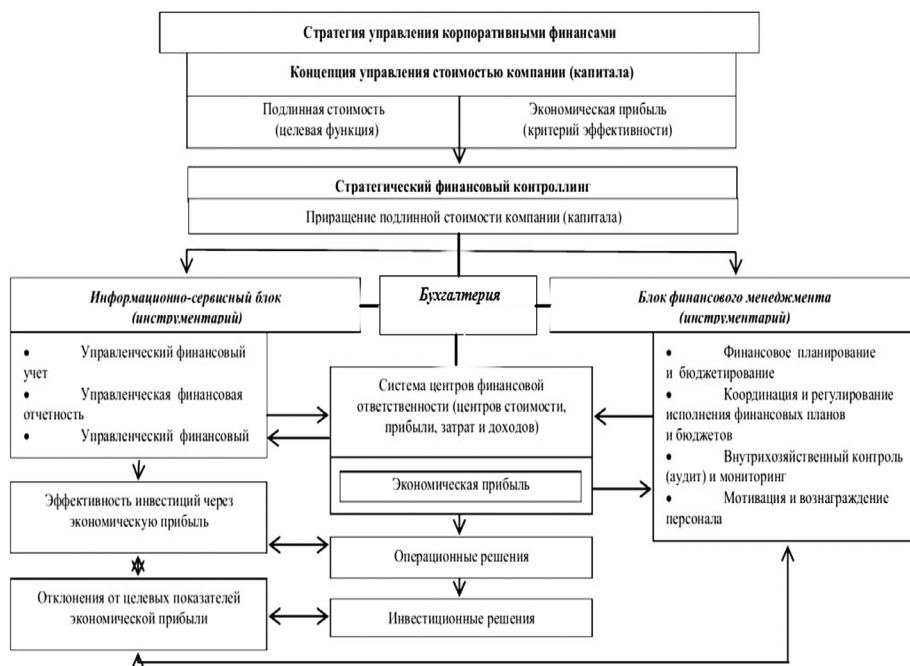 Стратегия управления корпоративными финансами
Концепция управления стоимостью компании (капитала)
Подлинная стоимость
(целевая функция)
Экономическая прибыль
(критерий эффективности)
Стратегический финансовый контроллинг
Приращение подлинной стоимости компании (капитала)
Информационно-сервисный блок
(инструментарий)
Бухгалтерия
Блок финансового менеджмента
(инструментарий)
• Управленческий финансовый
учет
• Управленческая финансовая
отчетность
• Управленческий финансовый
Система центров финансовой
ответственности (центров стоимости,
прибыли, затрат и доходов)
Экономическая прибыль
• Финансовое планирование
и бюджетирование
• Координация и регулирование
исполнения финансовых планов
и бюджетов
• Внутрихозяйственный контроль
(аудит) и мониторинг
• Мотивация и вознаграждение
персонала
Эффективность инвестиций через
экономическую прибыль
Операционные решения
Отклонения от целевых показателей
экономической прибыли
Инвестиционные решения